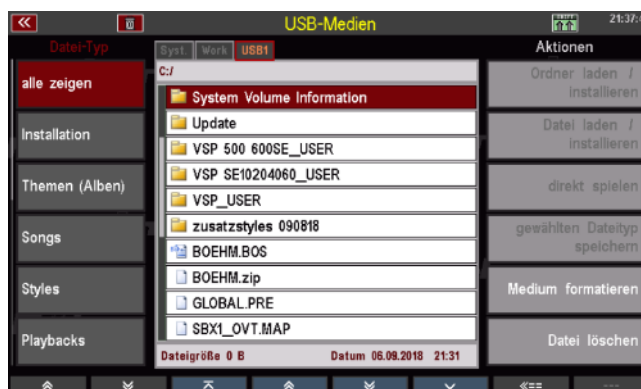 USB-Medien
21:37:
Datei-Typ
Syst. Work USB1
Aktionen
C:/
alle zeigen
Installation
Themen (Alben)
Songs
Styles
Playbacks
System Volume Information
Update
VSP 500 600SE__USER
VSP SE10204060__USER
VSP_USER
zusatzstyles 090818
BOEHM.BOS
BOEHM.zip
GLOBAL.PRE
SBX1_OVT.MAP
Dateigröße 0 B Datum 06.09.2018 21:31
Ordner laden /
installieren
Datei laden /
installieren
direkt spielen
gewählten Dateityp
speichern
Medium formatieren
Datei löschen